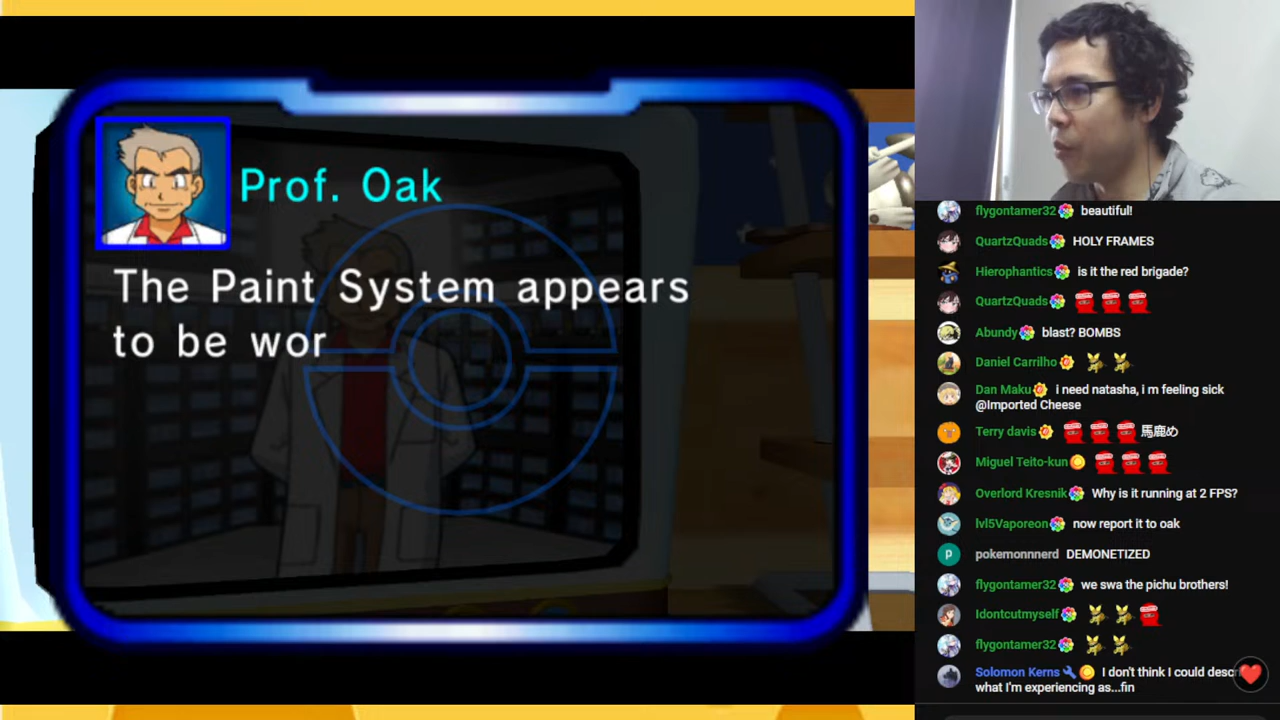 Prof. Oak
The Paint System appears
to be wor
flygontamer32 beautiful!
QuartzQuads HOLY FRAMES
Hierophantics is it the red brigade?
QuartzQuads
Abundy blast? BOMBS
Daniel Carrilho
Dan Maku i need natasha, i m feeling sick
@Imported Cheese
Terry davis 馬鹿め
Miguel Teito-kun
Overlord Kresnik Why is it running at 2 FPS?
lvl5Vaporeon now report it to oak
p pokemonnnerd DEMONETIZED
flygontamer32 we swa the pichu brothers!
Idontcutmyself
flygontamer32
Solomon Kerns I don't think I could descr
what I'm experiencing as...fin